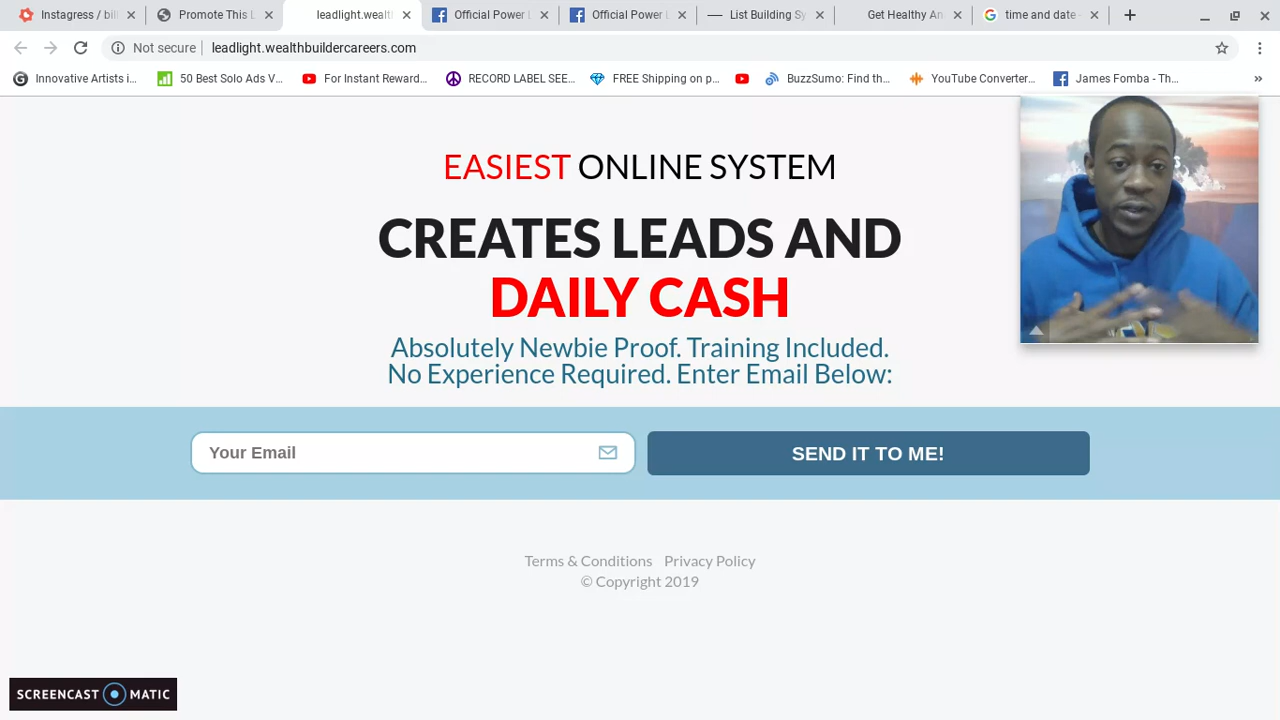 Instagress / bill
Promote This L
leadlight.wealth
Official Power L
Official Power L
List Building Sy
Get Healthy An
time and date -
Not secure
leadlight.wealthbuildercareers.com
Innovative Artists i...
50 Best Solo Ads V...
For Instant Reward...
RECORD LABEL SEE...
FREE Shipping on p...
BuzzSumo: Find th...
YouTube Converter...
James Fomba - Th...
EASIEST ONLINE SYSTEM
CREATES LEADS AND
DAILY CASH
Absolutely Newbie Proof. Training Included.
No Experience Required. Enter Email Below:
Your Email
SEND IT TO ME!
Terms & Conditions Privacy Policy
© Copyright 2019
SCREENCAST MATIC